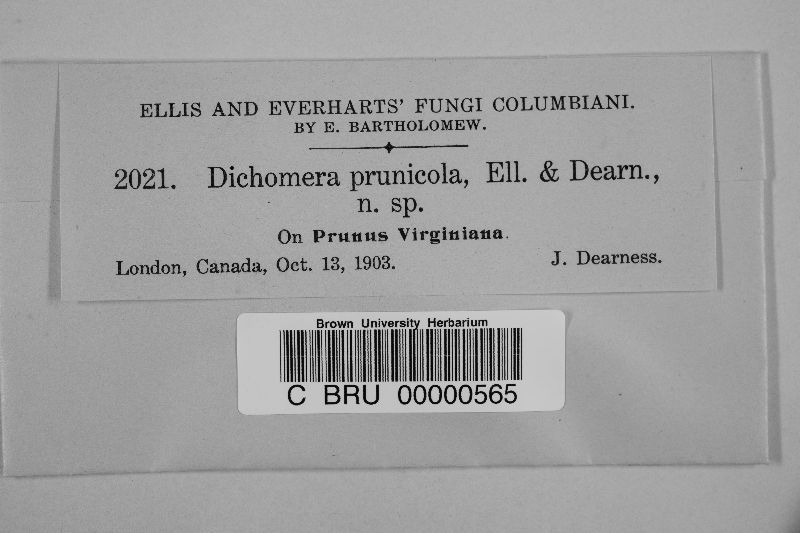 ELLIS AND EVERHARTS' FUNGI COLUMBIANI.
BY E. BARTHOLOMEW.
2021. Dichomera prunicola, Ell. & Dearn.,
n. sp.
On Prunus Virginiana.
London, Canada, Oct. 13, 1903. J. Dearness.
Brown University Herbarium
C BRU 00000565